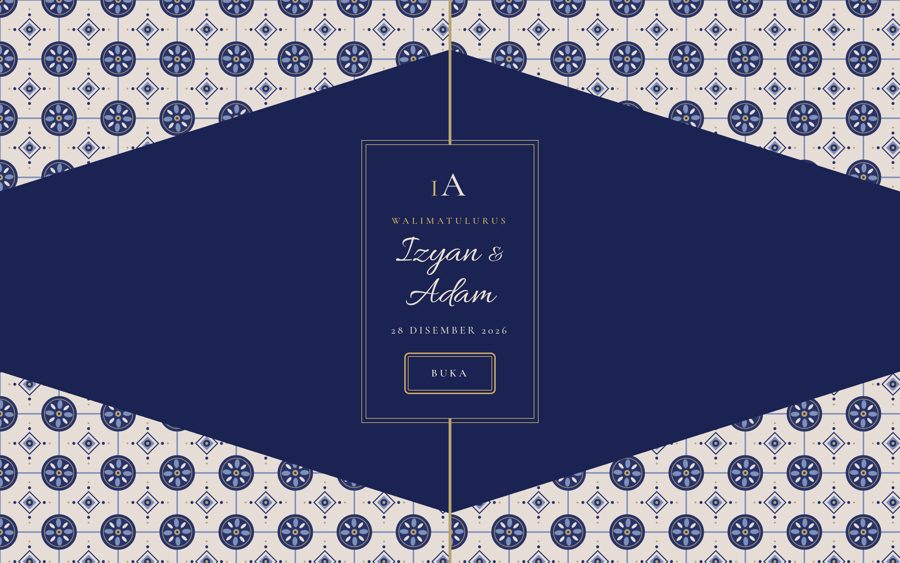 IA
WALIMATULURUS
Izyan &
Adam
28 DISEMBER 2026
BUKA